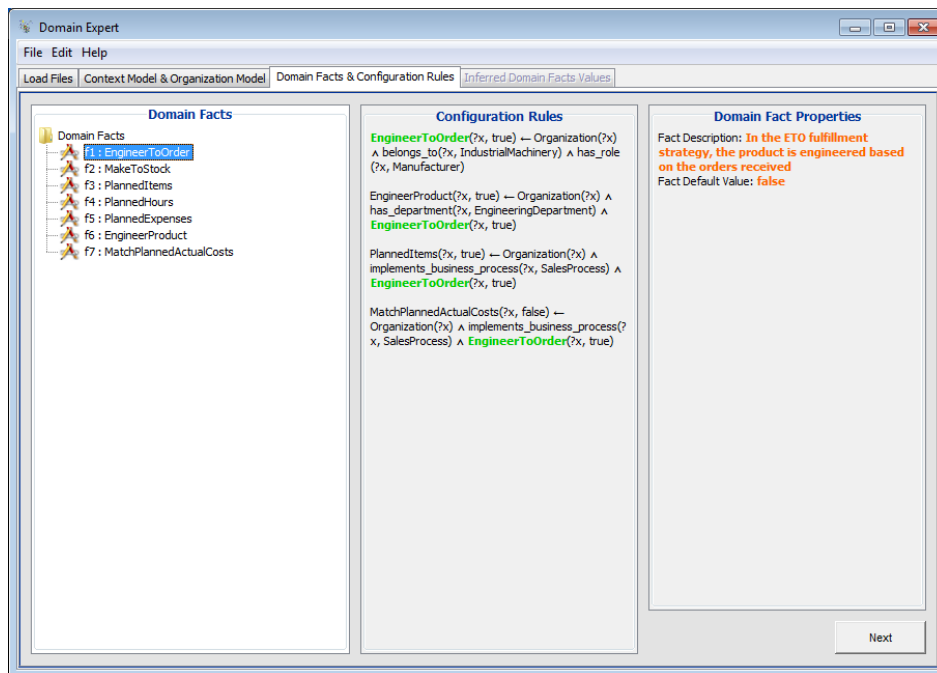 Domain Expert
File Edit Help
Load Files
Context Model & Organization Model
Domain Facts & Configuration Rules
Inferred Domain Facts Values
Domain Facts
Domain Facts
f1 : EngineerToOrder
f2 : MakeToStock
f3 : PlannedItems
f4 : PlannedHours
f5 : PlannedExpenses
f6 : EngineerProduct
f7 : MatchPlannedActualCosts
Configuration Rules
EngineerToOrder(?x, true) ← Organization(?x)
∧ belongs_to(?x, IndustrialMachinery) ∧ has_role
(?x, Manufacturer)
EngineerProduct(?x, true) ← Organization(?x) ∧
has_department(?x, EngineeringDepartment) ∧
EngineerToOrder(?x, true)
PlannedItems(?x, true) ← Organization(?x) ∧
implements_business_process(?x, SalesProcess) ∧
EngineerToOrder(?x, true)
MatchPlannedActualCosts(?x, false) ←
Organization(?x) ∧ implements_business_process(?
x, SalesProcess) ∧ EngineerToOrder(?x, true)
Domain Fact Properties
Fact Description: In the ETO fulfillment
strategy, the product is engineered based
on the orders received
Fact Default Value: false
Next